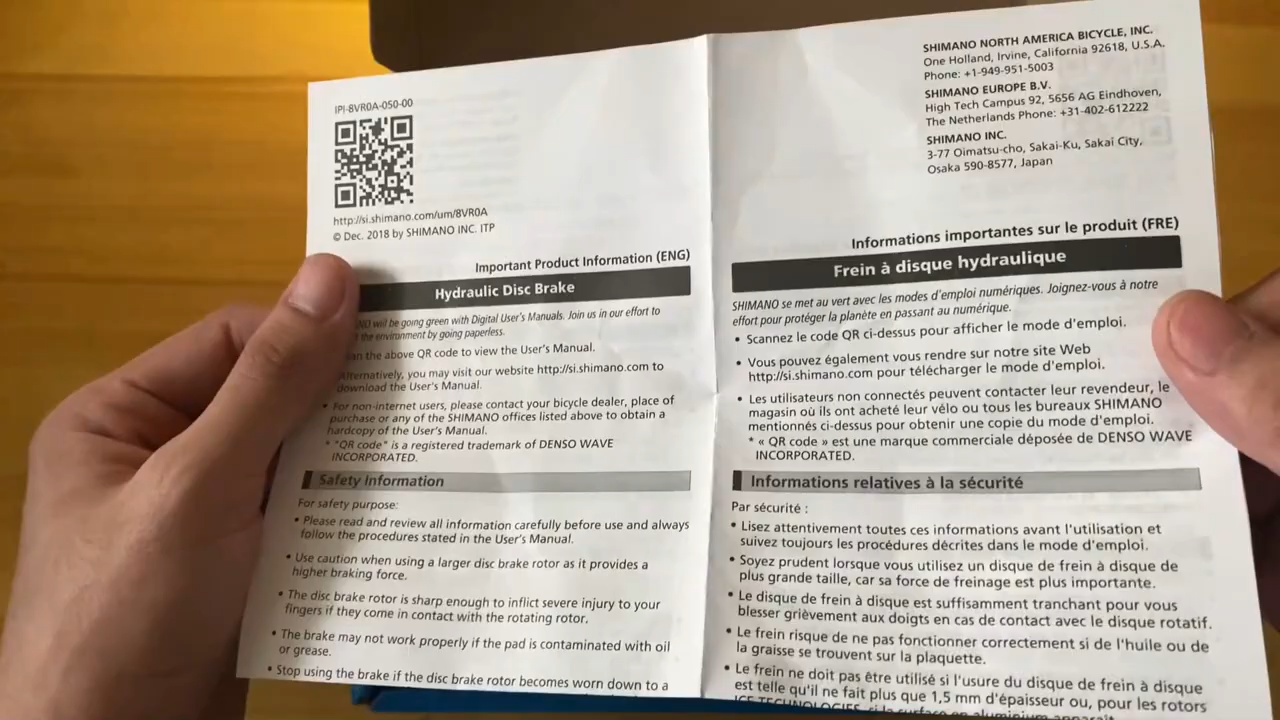 IPI-8VR0A-050-00
http://si.shimano.com/um/8VR0A
© Dec. 2018 by SHIMANO INC. ITP
Important Product Information (ENG)
Hydraulic Disc Brake
will be going green with Digital User's Manuals. Join us in our effort to
the environment by going paperless.
the above QR code to view the User's Manual.
Alternatively, you may visit our website http://si.shimano.com to
download the User's Manual.
• For non-internet users, please contact your bicycle dealer, place of
purchase or any of the SHIMANO offices listed above to obtain a
hardcopy of the User's Manual.
* "QR code" is a registered trademark of DENSO WAVE
INCORPORATED.
Safety Information
For safety purpose:
• Please read and review all information carefully before use and always
follow the procedures stated in the User's Manual.
• Use caution when using a larger disc brake rotor as it provides a
higher braking force.
• The disc brake rotor is sharp enough to inflict severe injury to your
fingers if they come in contact with the rotating rotor.
• The brake may not work properly if the pad is contaminated with oil
or grease.
• Stop using the brake if the disc brake rotor becomes worn down to a
SHIMANO NORTH AMERICA BICYCLE, INC.
One Holland, Irvine, California 92618, U.S.A.
Phone: +1-949-951-5003
SHIMANO EUROPE B.V.
High Tech Campus 92, 5656 AG Eindhoven,
The Netherlands Phone: +31-402-612222
SHIMANO INC.
3-77 Oimatsu-cho, Sakai-Ku, Sakai City,
Osaka 590-8577, Japan
Informations importantes sur le produit (FRE)
Frein à disque hydraulique
SHIMANO se met au vert avec les modes d'emploi numériques. Joignez-vous à notre
effort pour protéger la planète en passant au numérique.
• Scannez le code QR ci-dessus pour afficher le mode d'emploi.
• Vous pouvez également vous rendre sur notre site Web
http://si.shimano.com pour télécharger le mode d'emploi.
• Les utilisateurs non connectés peuvent contacter leur revendeur, le
magasin où ils ont acheté leur vélo ou tous les bureaux SHIMANO
mentionnés ci-dessus pour obtenir une copie du mode d'emploi.
* « QR code » est une marque commerciale déposée de DENSO WAVE
INCORPORATED.
Informations relatives à la sécurité
Par sécurité :
• Lisez attentivement toutes ces informations avant l'utilisation et
suivez toujours les procédures décrites dans le mode d'emploi.
• Soyez prudent lorsque vous utilisez un disque de frein à disque de
plus grande taille, car sa force de freinage est plus importante.
• Le disque de frein à disque est suffisamment tranchant pour vous
blesser grièvement aux doigts en cas de contact avec le disque rotatif.
• Le frein risque de ne pas fonctionner correctement si de l'huile ou de
la graisse se trouvent sur la plaquette.
• Le frein ne doit pas être utilisé si l'usure du disque de frein à disque
est telle qu'il ne fait plus que 1,5 mm d'épaisseur ou, pour les rotors
ICE TECHNOLOGIES, si la surface en aluminium apparaît